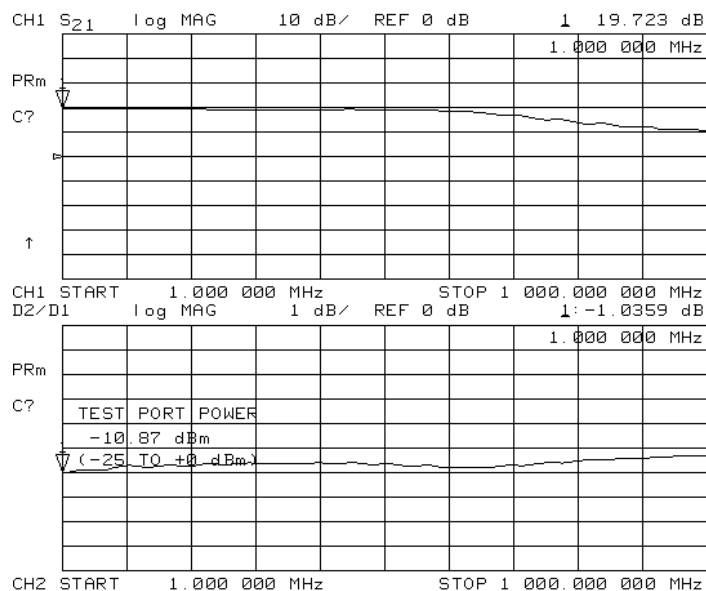 CH1 S21 log MAG 10 dB/ REF 0 dB 1 19.723 dB
1.000 000 MHz
PRm
C?
↑
CH1 START 1.000 000 MHz STOP 1 000.000 000 MHz
D2/D1 log MAG 1 dB/ REF 0 dB 1:-1.0359 dB
1.000 000 MHz
PRm
C?
TEST PORT POWER
-10.87 dBm
(-25 TO +0 dBm)
CH2 START 1.000 000 MHz STOP 1 000.000 000 MHz